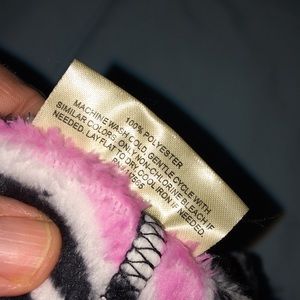 100% POLYESTER
MACHINE WASH COLD, GENTLE CYCLE WITH
SIMILAR COLORS. ONLY NON-CHLORINE BLEACH IF
NEEDED. LAY FLAT TO DRY COOL IRON IF
NEEDED.